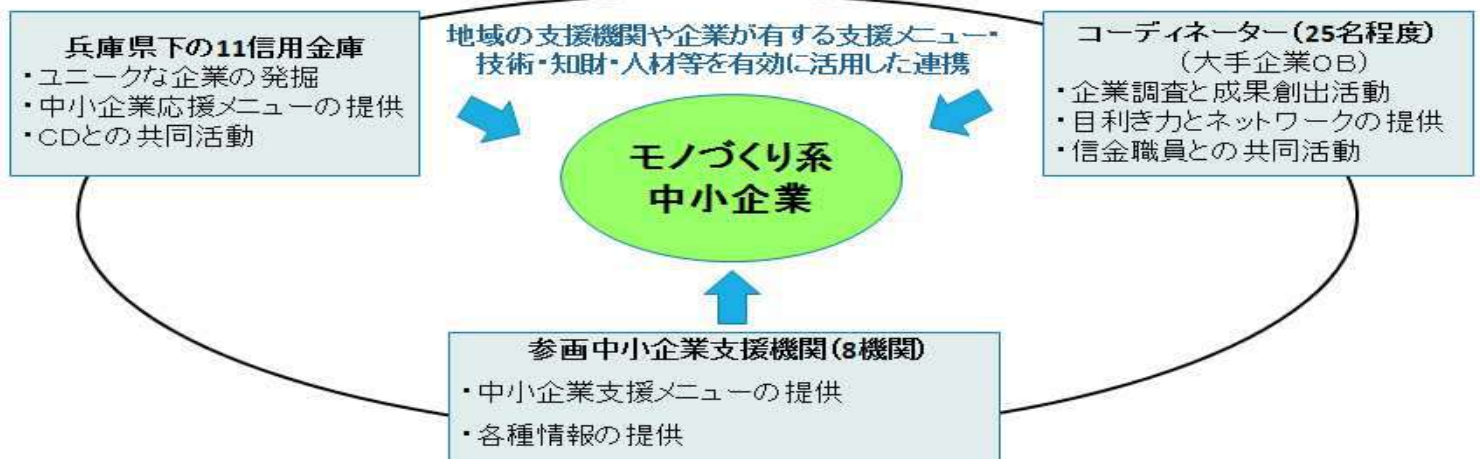 兵庫県下の11信用金庫
・ユニークな企業の発掘
・中小企業応援メニューの提供
・CDとの共同活動
地域の支援機関や企業が有する支援メニュー・
技術・知財・人材等を有効に活用した連携
コーディネーター(25名程度)
(大手企業OB)
・企業調査と成果創出活動
・目利き力とネットワークの提供
・信金職員との共同活動
モノづくり系
中小企業
参画中小企業支援機関(8機関)
・中小企業支援メニューの提供
・各種情報の提供